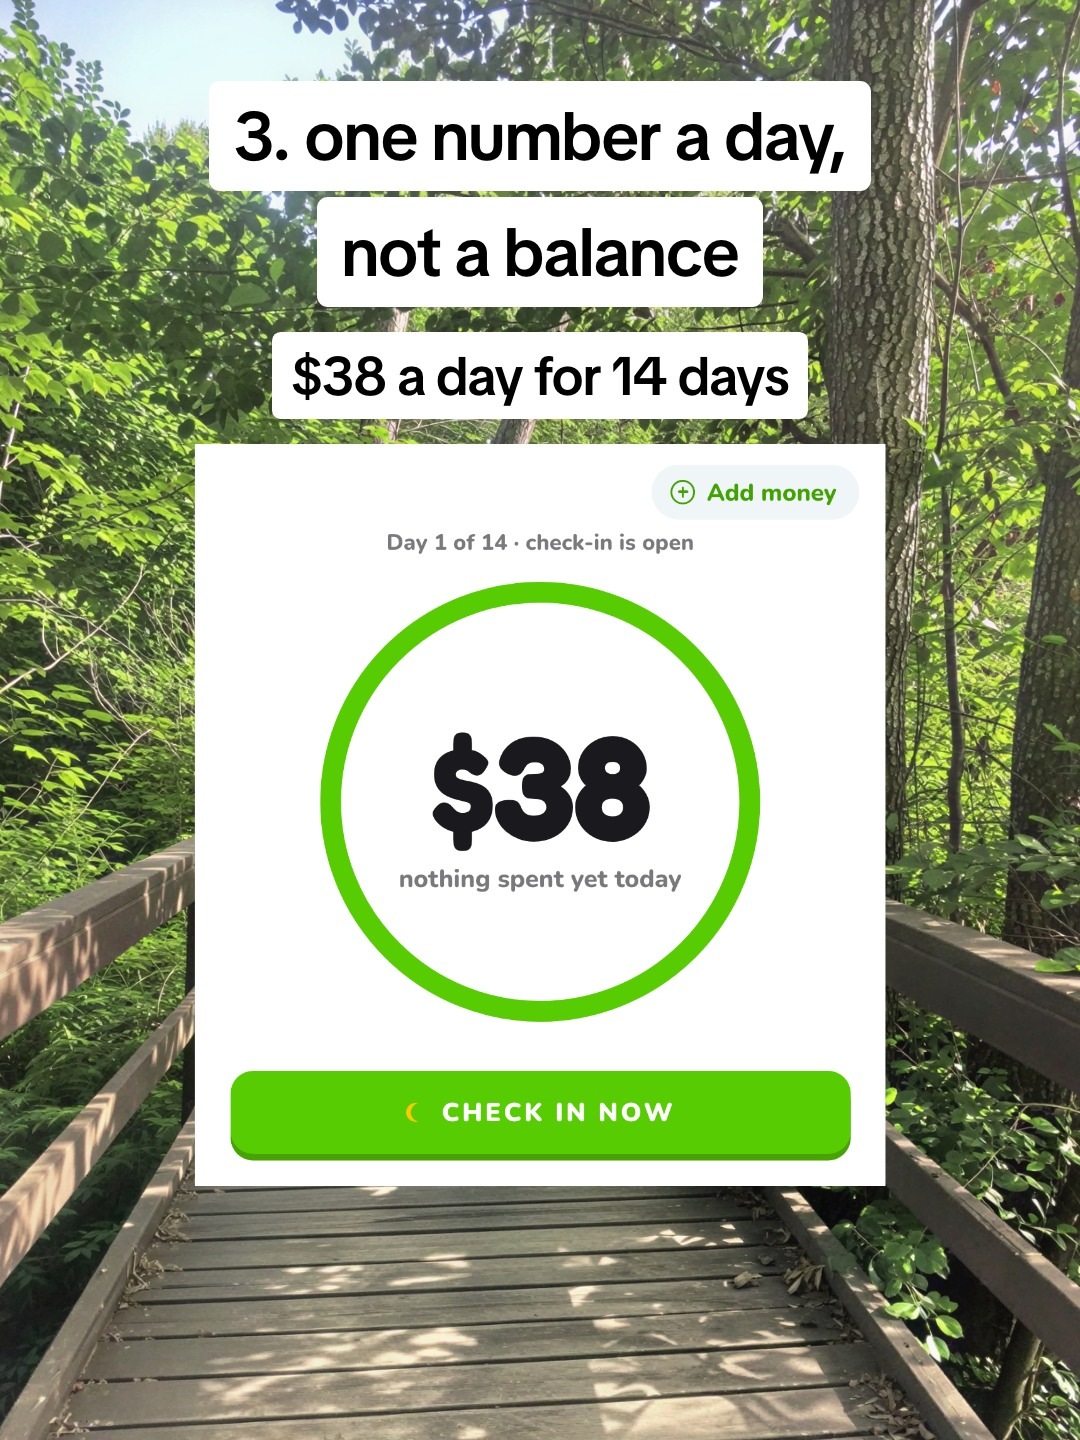 3. one number a day,
not a balance
$38 a day for 14 days
Add money
Day 1 of 14 · check-in is open
$38
nothing spent yet today
CHECK IN NOW